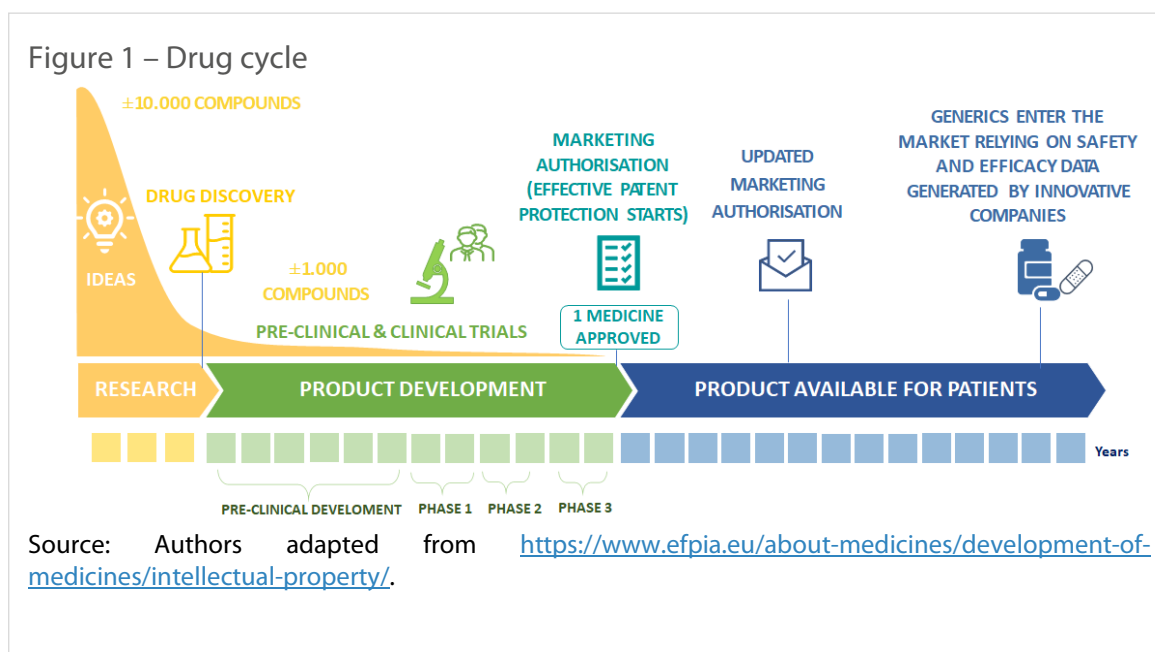 Figure 1 – Drug cycle
±10.000 COMPOUNDS
IDEAS
DRUG DISCOVERY
±1.000
COMPOUNDS
PRE-CLINICAL & CLINICAL TRIALS
MARKETING
AUTHORISATION
(EFFECTIVE PATENT
PROTECTION STARTS)
1 MEDICINE
APPROVED
UPDATED
MARKETING
AUTHORISATION
GENERICS ENTER THE
MARKET RELYING ON SAFETY
AND EFFICACY DATA
GENERATED BY INNOVATIVE
COMPANIES
RESEARCH
PRODUCT DEVELOPMENT
PRODUCT AVAILABLE FOR PATIENTS
Years
PRE-CLINICAL DEVELOMENT
PHASE 1
PHASE 2
PHASE 3
Source: Authors adapted from https://www.efpia.eu/about-medicines/development-of-
medicines/intellectual-property/.